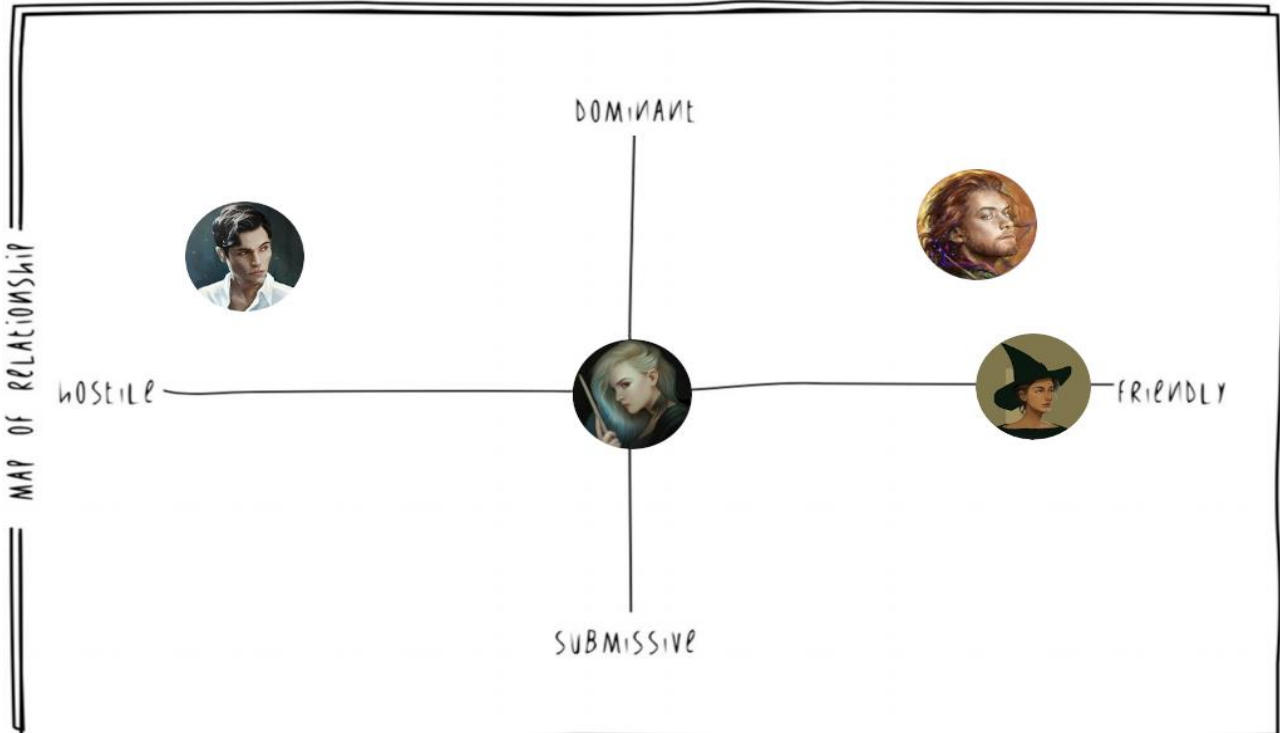 DOMINANT
MAP OF RELATIONSHIP
HOSTILE
FRIENDLY
SUBMISSIVE